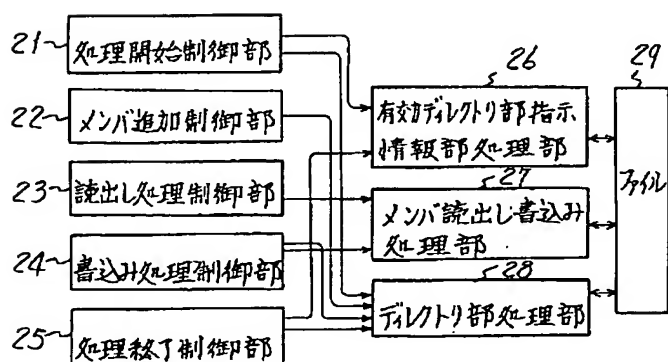 21 処理開始制御部
22 メンバ追加制御部
23 読出し処理制御部
24 書込み処理制御部
25 処理終了制御部
26
有効ディレクトリ部指示
情報部処理部
27
メンバ読出し書込み
処理部
28
ディレクトリ部処理部
29
ファイル